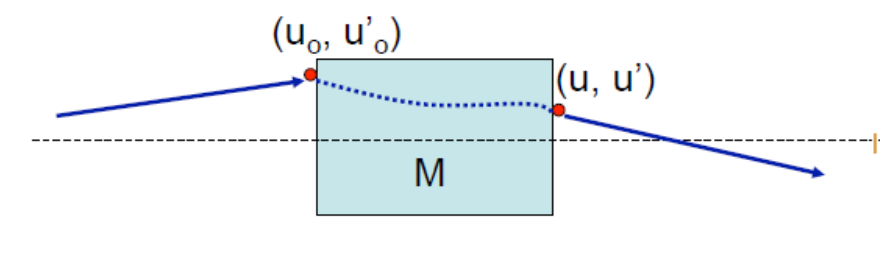 (uₒ, u’ₒ)
(u, u’)
M